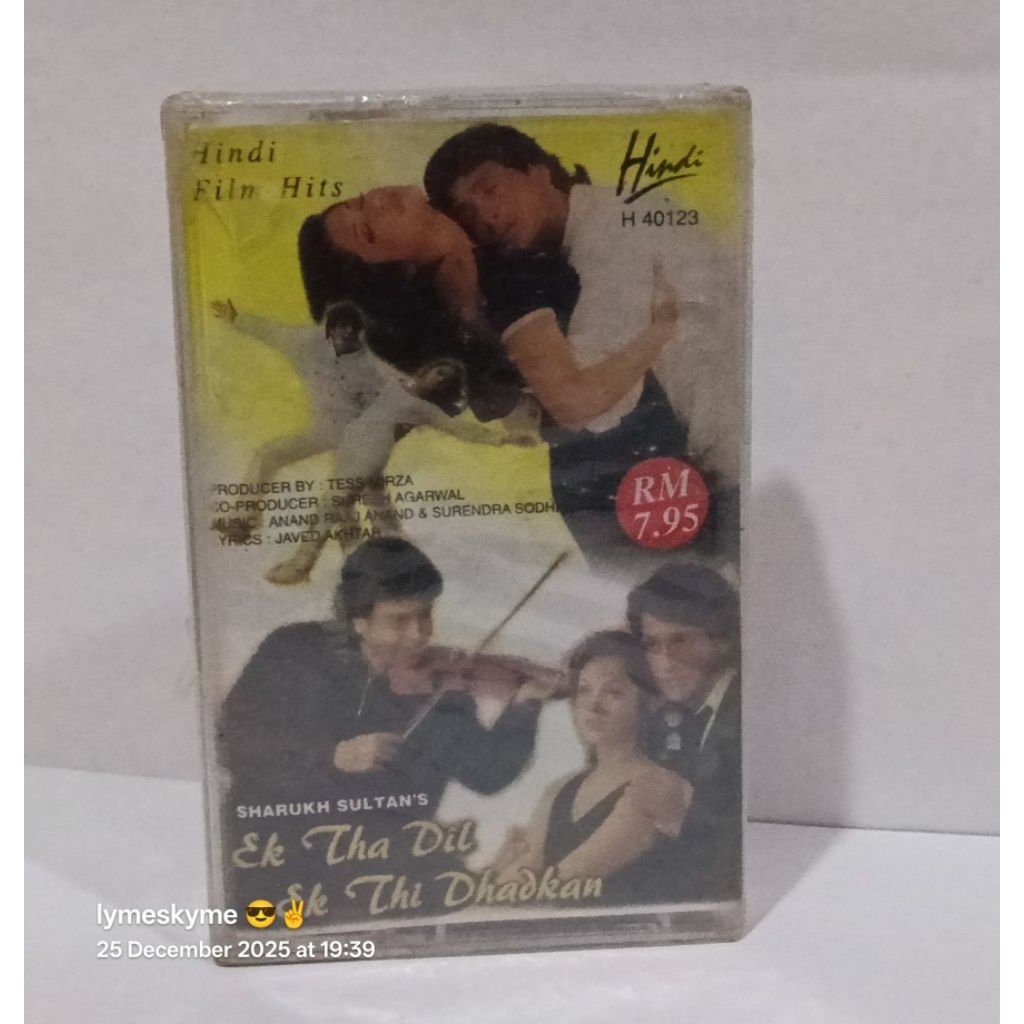 Hindi
Film Hits
Hindi
H 40123
PRODUCER BY : TESS MIRZA
CO-PRODUCER : SURESH AGARWAL
MUSIC : ANAND RAJ ANAND & SURENDRA SODHI
LYRICS : JAVED AKHTAR
RM
7.95
SHARUKH SULTAN'S
Ek Tha Dil
Ek Thi Dhadkan
lymeskyme 😎✌️
25 December 2025 at 19:39